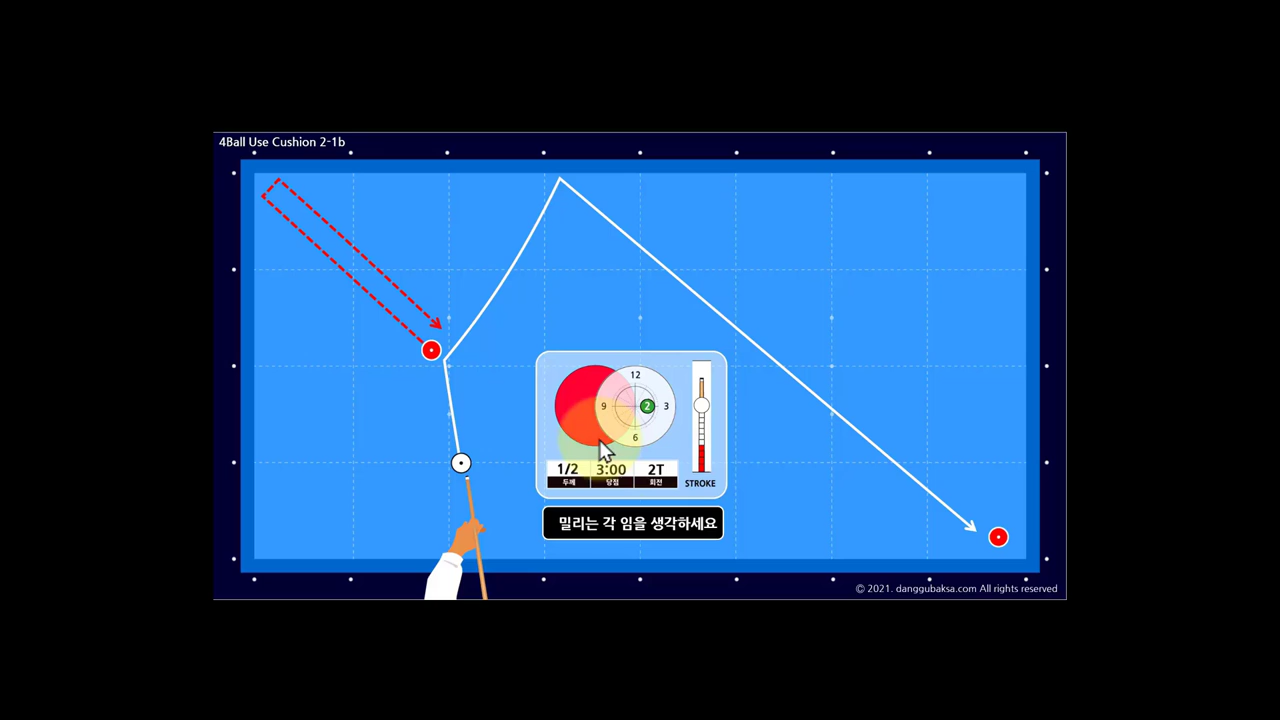 4Ball Use Cushion 2-1b
12
9
2
3
6
1/2
3:00
2T
두께
당점
회전
STROKE
밀리는 각 임을 생각하세요
© 2021. danggubaksa.com All rights reserved